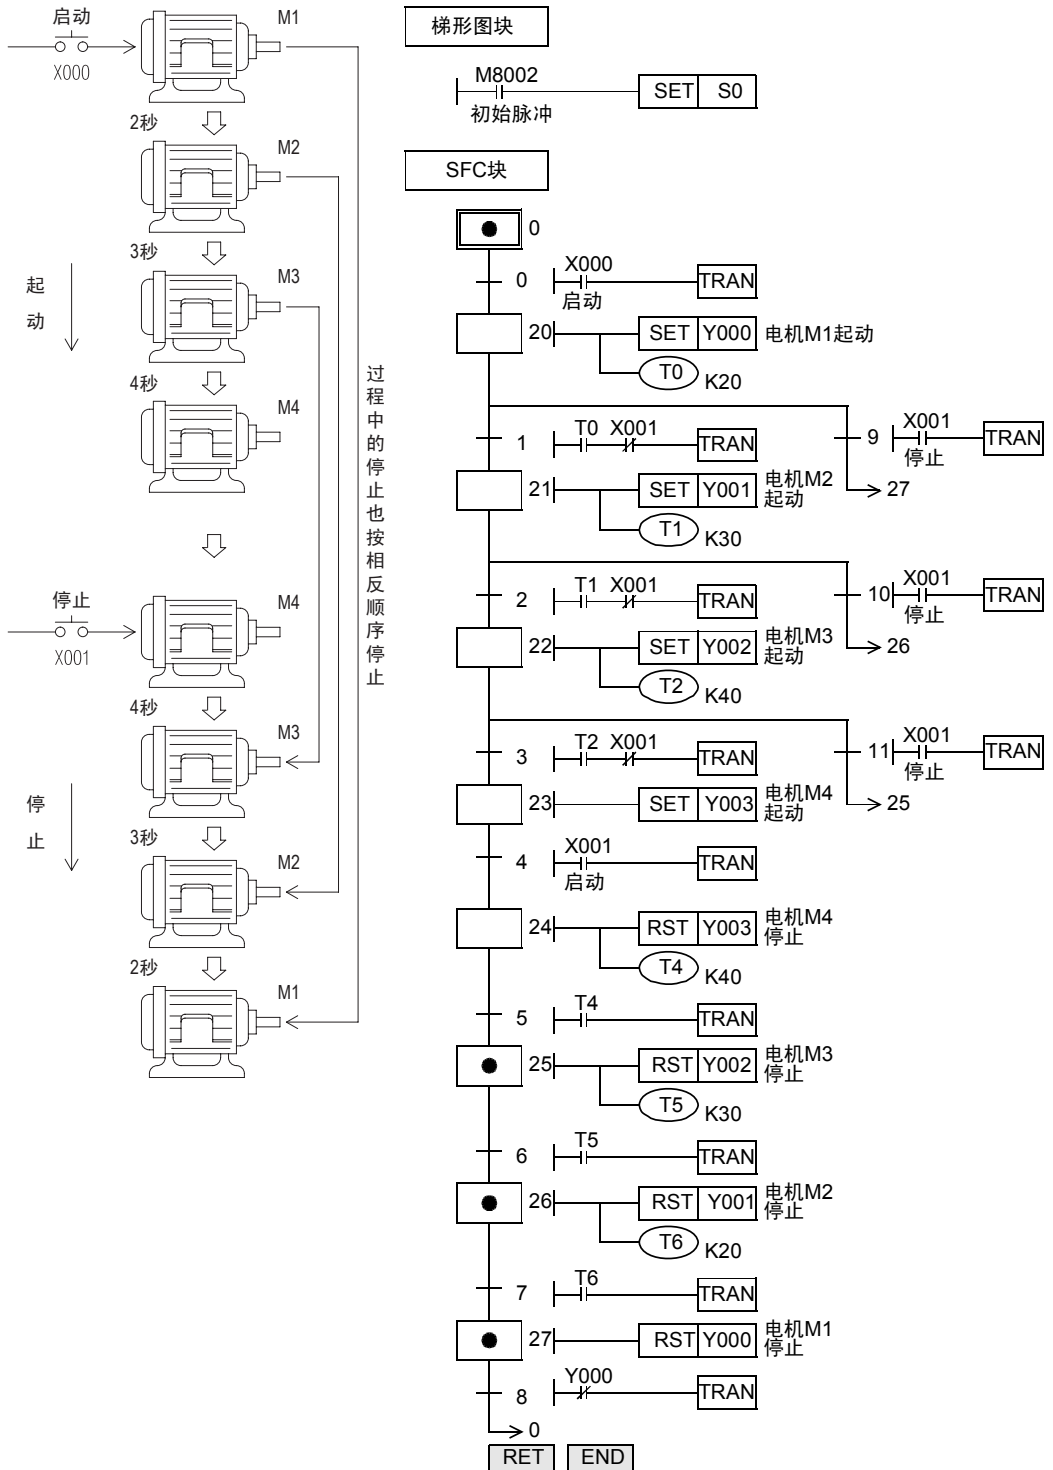 启动
X000
M1
2秒
M2
3秒
M3
起动
4秒
M4
过程中的停止也按相反顺序停止
停止
X001
M4
4秒
M3
停止
3秒
M2
2秒
M1
梯形图块
M8002
初始脉冲
SET S0
SFC块
0
0 X000 TRAN
启动
20 SET Y000 电机M1起动
T0 K20
1 T0 X001 TRAN
9 X001 TRAN
停止
27
21 SET Y001 电机M2
起动
T1 K30
2 T1 X001 TRAN
10 X001 TRAN
停止
26
22 SET Y002 电机M3
起动
T2 K40
3 T2 X001 TRAN
11 X001 TRAN
停止
25
23 SET Y003 电机M4
起动
4 X001 TRAN
启动
24 RST Y003 电机M4
停止
T4 K40
5 T4 TRAN
25 RST Y002 电机M3
停止
T5 K30
6 T5 TRAN
26 RST Y001 电机M2
停止
T6 K20
7 T6 TRAN
27 RST Y000 电机M1
停止
8 Y000 TRAN
0
RET END